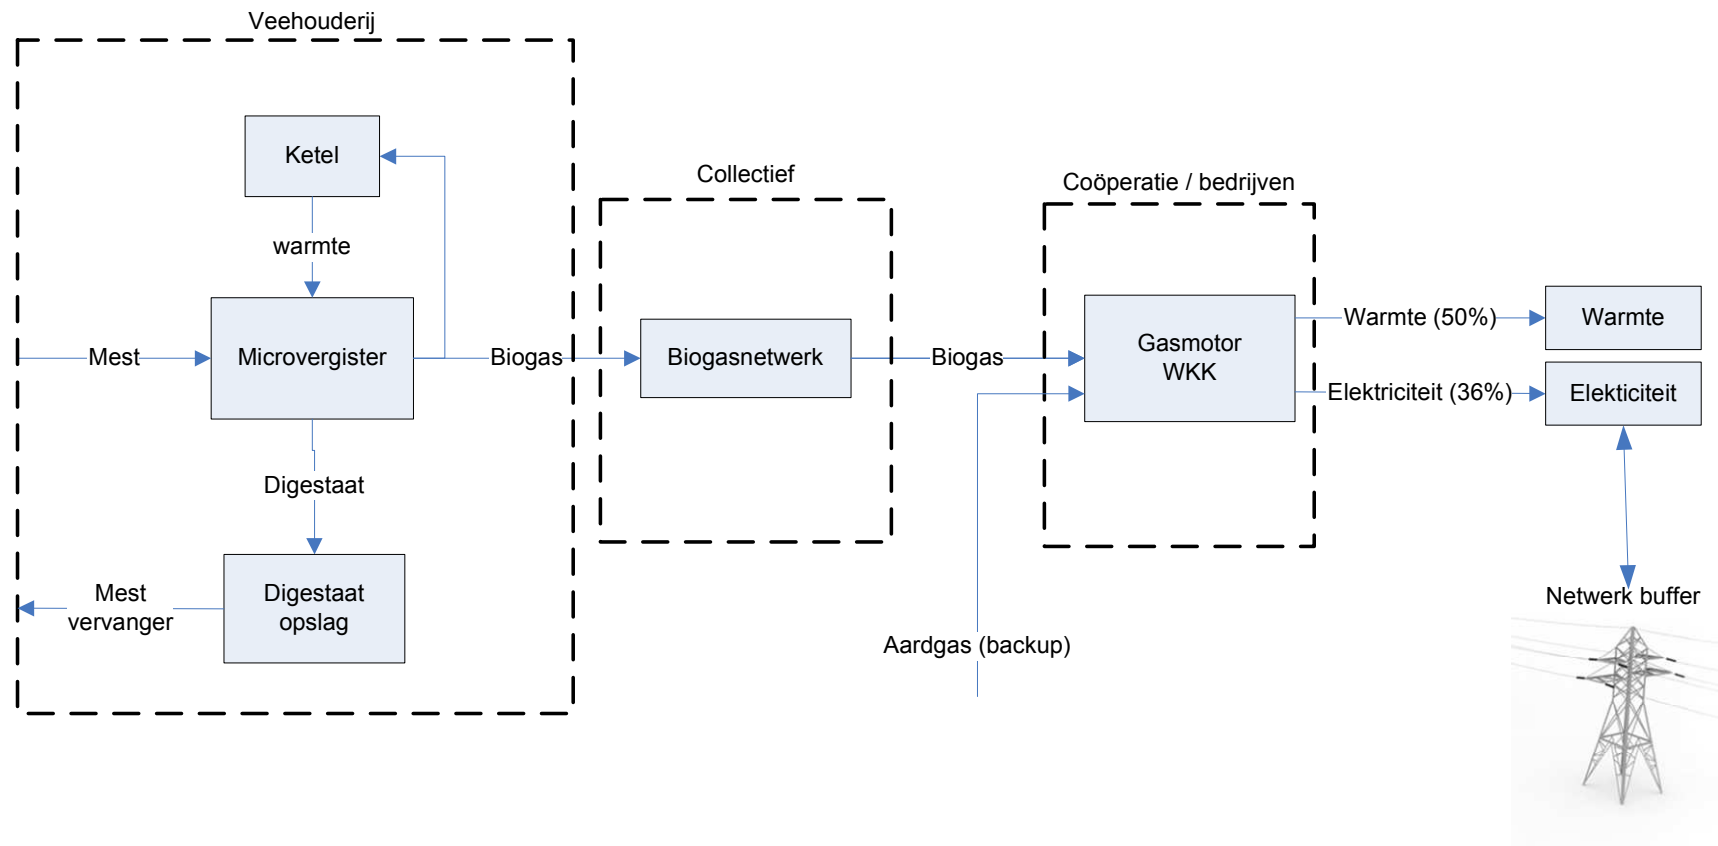 Veehouderij
Ketel
warmte
Mest
Microvergister
Biogas
Digestaat
Mest
vervanger
Digestaat
opslag
Collectief
Biogasnetwerk
Biogas
Coöperatie / bedrijven
Gasmotor
WKK
Aardgas (backup)
Warmte (50%)
Warmte
Elektriciteit (36%)
Elekticiteit
Netwerk buffer